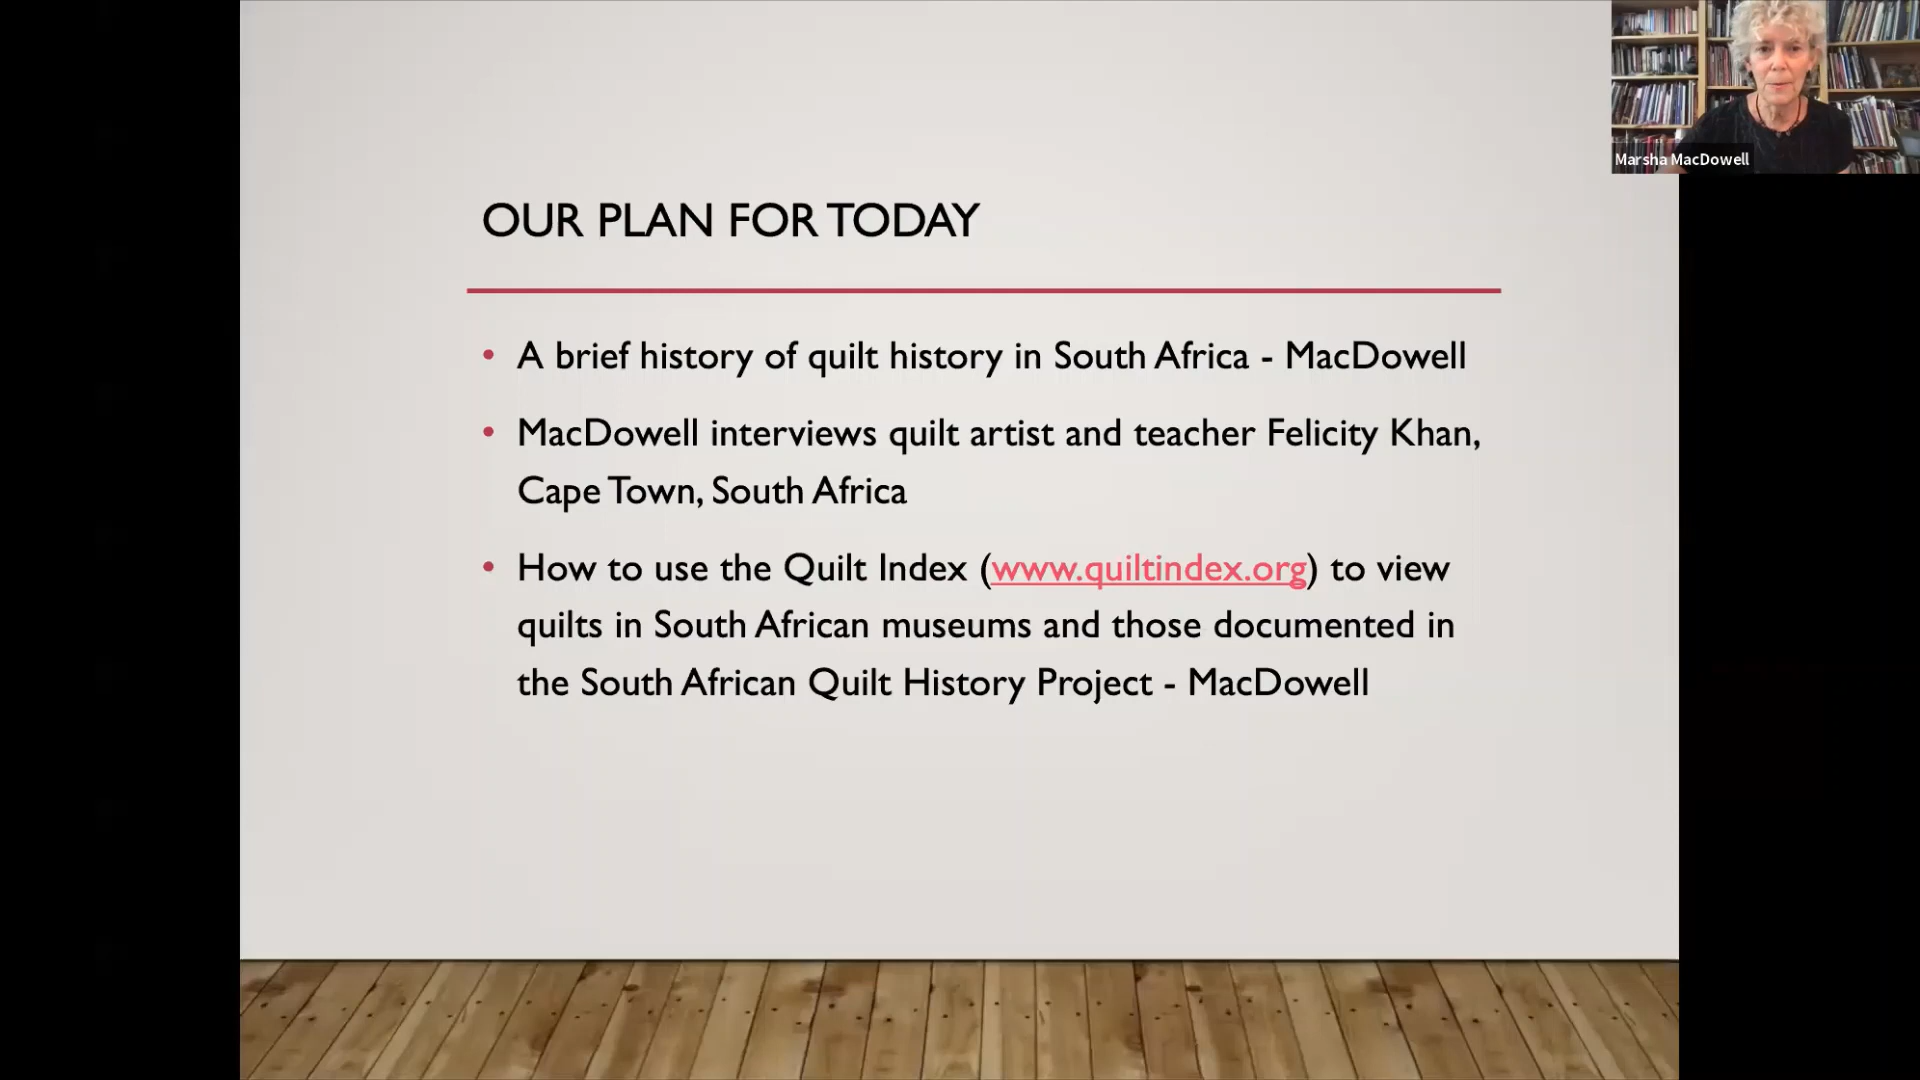 Marsha MacDowell
OUR PLAN FOR TODAY
• A brief history of quilt history in South Africa - MacDowell
• MacDowell interviews quilt artist and teacher Felicity Khan,
Cape Town, South Africa
• How to use the Quilt Index (www.quiltindex.org) to view
quilts in South African museums and those documented in
the South African Quilt History Project - MacDowell